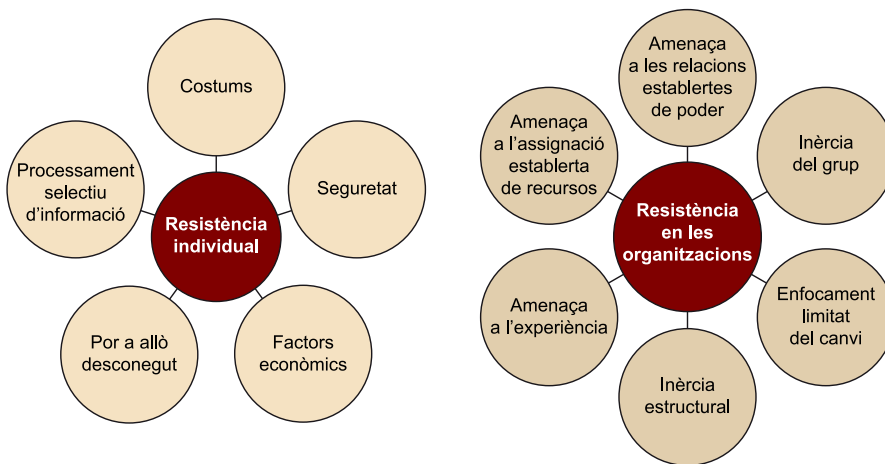 Costums
Seguretat
Factors
econòmics
Por a allò
desconegut
Processament
selectiu
d’informació
Resistència
individual
Amenaça
a les relacions
establertes
de poder
Inèrcia
del grup
Enfocament
limitat
del canvi
Inèrcia
estructural
Amenaça
a l’experiència
Amenaça
a l’assignació
establerta
de recursos
Resistència
en les
organitzacions